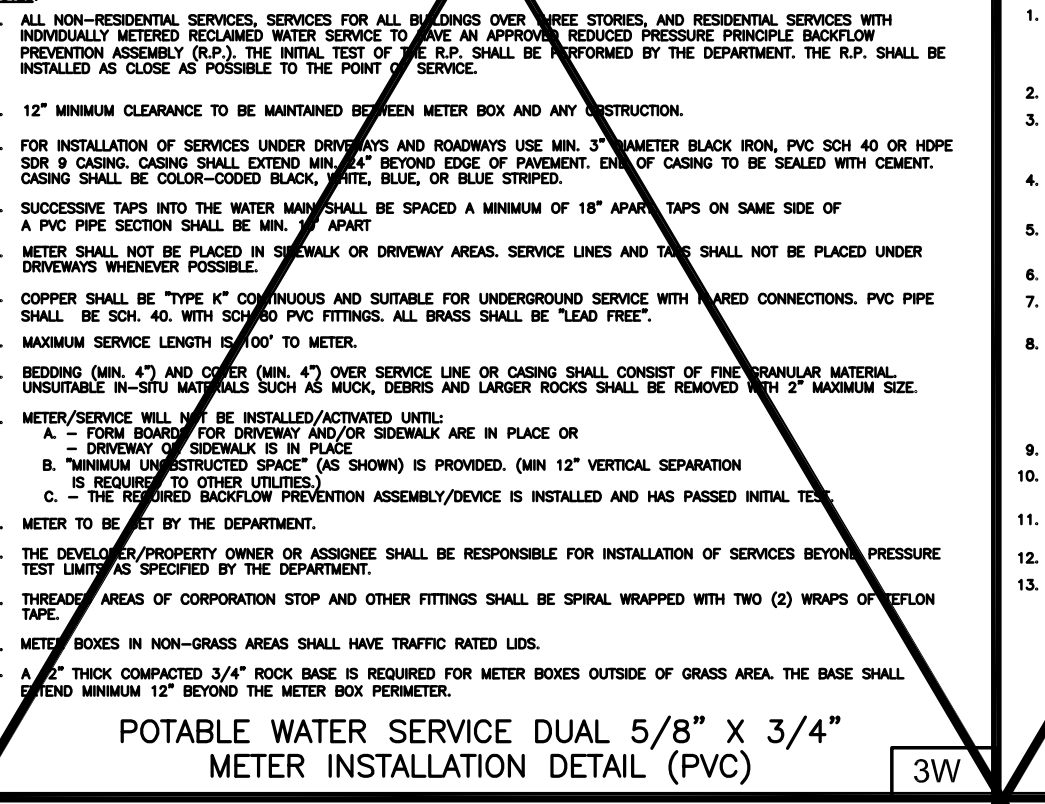 ALL NON-RESIDENTIAL SERVICES, SERVICES FOR ALL BUILDINGS OVER THREE STORIES, AND RESIDENTIAL SERVICES WITH
INDIVIDUALLY METERED RECLAIMED WATER SERVICE TO HAVE AN APPROVED REDUCED PRESSURE PRINCIPLE BACKFLOW
PREVENTION ASSEMBLY (R.P.). THE INITIAL TEST OF THE R.P. SHALL BE PERFORMED BY THE DEPARTMENT. THE R.P. SHALL BE
INSTALLED AS CLOSE AS POSSIBLE TO THE POINT OF SERVICE.
12" MINIMUM CLEARANCE TO BE MAINTAINED BETWEEN METER BOX AND ANY OBSTRUCTION.
FOR INSTALLATION OF SERVICES UNDER DRIVEWAYS AND ROADWAYS USE MIN. 3" DIAMETER BLACK IRON, PVC SCH 40 OR HDPE
SDR 9 CASING. CASING SHALL EXTEND MIN. 24" BEYOND EDGE OF PAVEMENT. END OF CASING TO BE SEALED WITH CEMENT.
CASING SHALL BE COLOR-CODED BLACK, WHITE, BLUE, OR BLUE STRIPED.
SUCCESSIVE TAPS INTO THE WATER MAIN SHALL BE SPACED A MINIMUM OF 18" APART. TAPS ON SAME SIDE OF
A PVC PIPE SECTION SHALL BE MIN. APART
METER SHALL NOT BE PLACED IN SIDEWALK OR DRIVEWAY AREAS. SERVICE LINES AND TAPS SHALL NOT BE PLACED UNDER
DRIVEWAYS WHENEVER POSSIBLE.
COPPER SHALL BE "TYPE K" CONTINUOUS AND SUITABLE FOR UNDERGROUND SERVICE WITH FLARED CONNECTIONS. PVC PIPE
SHALL BE SCH. 40. WITH SCH 80 PVC FITTINGS. ALL BRASS SHALL BE "LEAD FREE".
MAXIMUM SERVICE LENGTH IS 100' TO METER.
BEDDING (MIN. 4") AND COVER (MIN. 4") OVER SERVICE LINE OR CASING SHALL CONSIST OF FINE GRANULAR MATERIAL.
UNSUITABLE IN-SITU MATERIALS SUCH AS MUCK, DEBRIS AND LARGER ROCKS SHALL BE REMOVED WITH 2" MAXIMUM SIZE.
METER/SERVICE WILL NOT BE INSTALLED/ACTIVATED UNTIL:
A. - FORM BOARDS FOR DRIVEWAY AND/OR SIDEWALK ARE IN PLACE OR
- DRIVEWAY OR SIDEWALK IS IN PLACE
B. "MINIMUM UNOBSTRUCTED SPACE" (AS SHOWN) IS PROVIDED. (MIN 12" VERTICAL SEPARATION
IS REQUIRED TO OTHER UTILITIES.)
C. - THE REQUIRED BACKFLOW PREVENTION ASSEMBLY/DEVICE IS INSTALLED AND HAS PASSED INITIAL TEST.
METER TO BE SET BY THE DEPARTMENT.
THE DEVELOPER/PROPERTY OWNER OR ASSIGNEE SHALL BE RESPONSIBLE FOR INSTALLATION OF SERVICES BEYOND PRESSURE
TEST LIMITS AS SPECIFIED BY THE DEPARTMENT.
THREADED AREAS OF CORPORATION STOP AND OTHER FITTINGS SHALL BE SPIRAL WRAPPED WITH TWO (2) WRAPS OF TEFLON
TAPE.
METER BOXES IN NON-GRASS AREAS SHALL HAVE TRAFFIC RATED LIDS.
A THICK COMPACTED 3/4" ROCK BASE IS REQUIRED FOR METER BOXES OUTSIDE OF GRASS AREA. THE BASE SHALL
EXTEND MINIMUM 12" BEYOND THE METER BOX PERIMETER.
POTABLE WATER SERVICE DUAL 5/8" X 3/4"
METER INSTALLATION DETAIL (PVC)
3W
1.
2.
3.
4.
5.
6.
7.
8.
9.
10.
11.
12.
13.